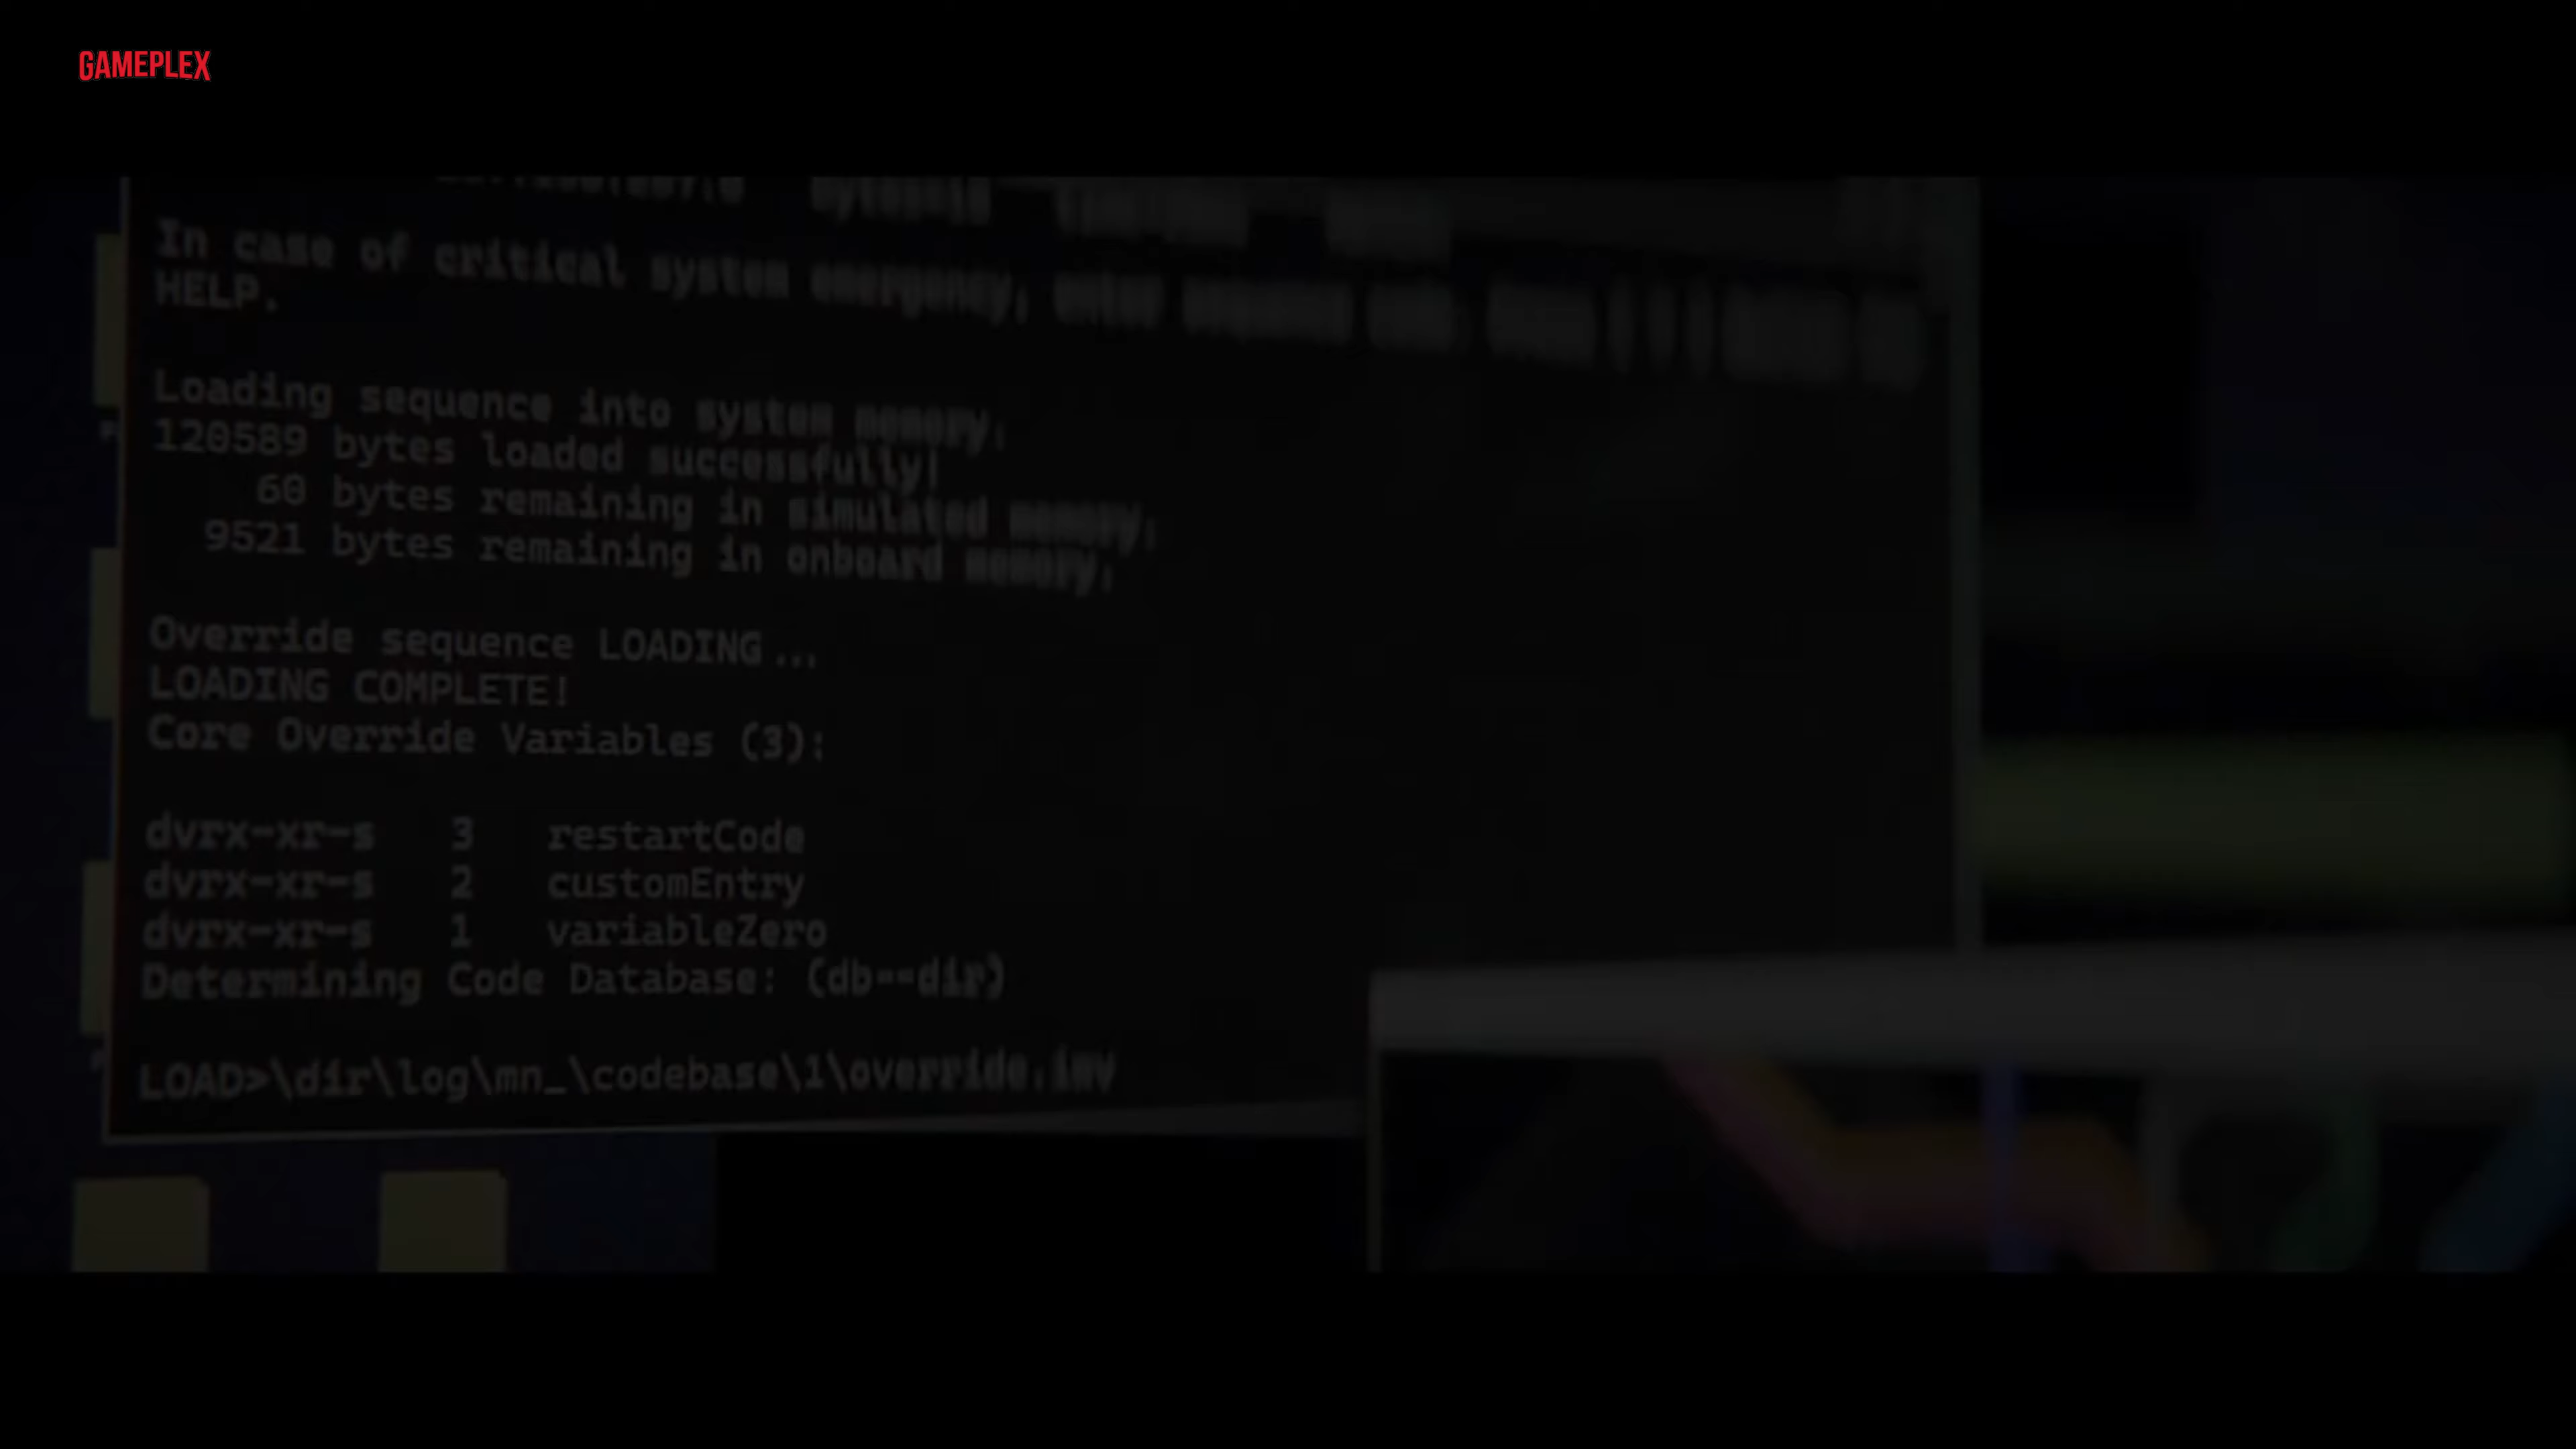 GAMEPLEX
In case of critical system emergency, enter sequence code
HELP.
Loading sequence into system memory.
120589 bytes loaded successfully|
60 bytes remaining in simulated memory;
9521 bytes remaining in onboard memory;
Override sequence LOADING...
LOADING COMPLETE!
Core Override Variables (3):
dvrx-xr-s 3 restartCode
dvrx-xr-s 2 customEntry
dvrx-xr-s 1 variableZero
Determining Code Database: (db==dir)
LOAD>\dir\log\mn_\codebase\1\override.inv